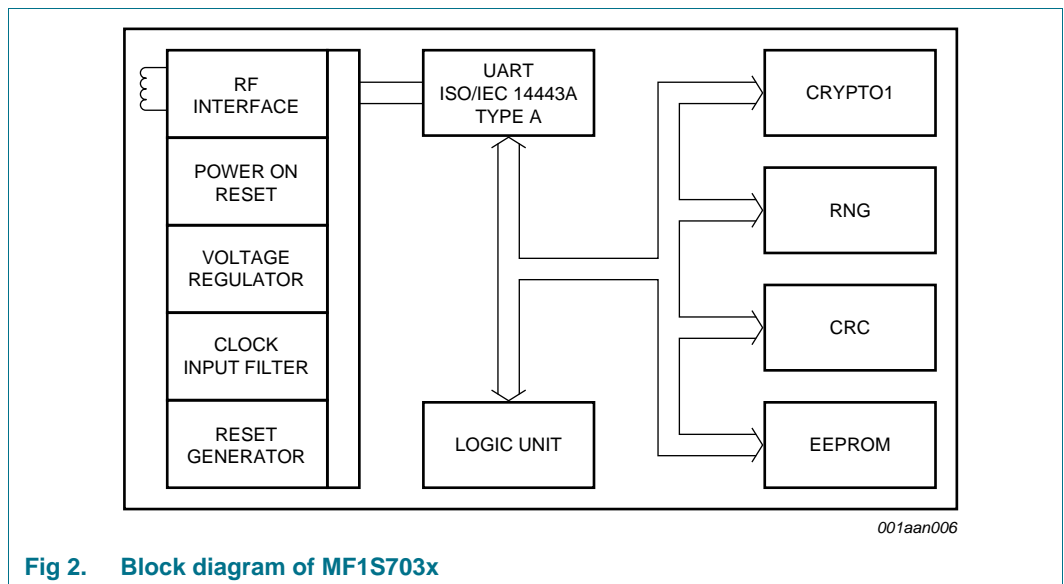 RF
INTERFACE
POWER ON
RESET
VOLTAGE
REGULATOR
CLOCK
INPUT FILTER
RESET
GENERATOR
UART
ISO/IEC 14443A
TYPE A
LOGIC UNIT
CRYPTO1
RNG
CRC
EEPROM
001aan006
Fig 2. Block diagram of MF1S703x